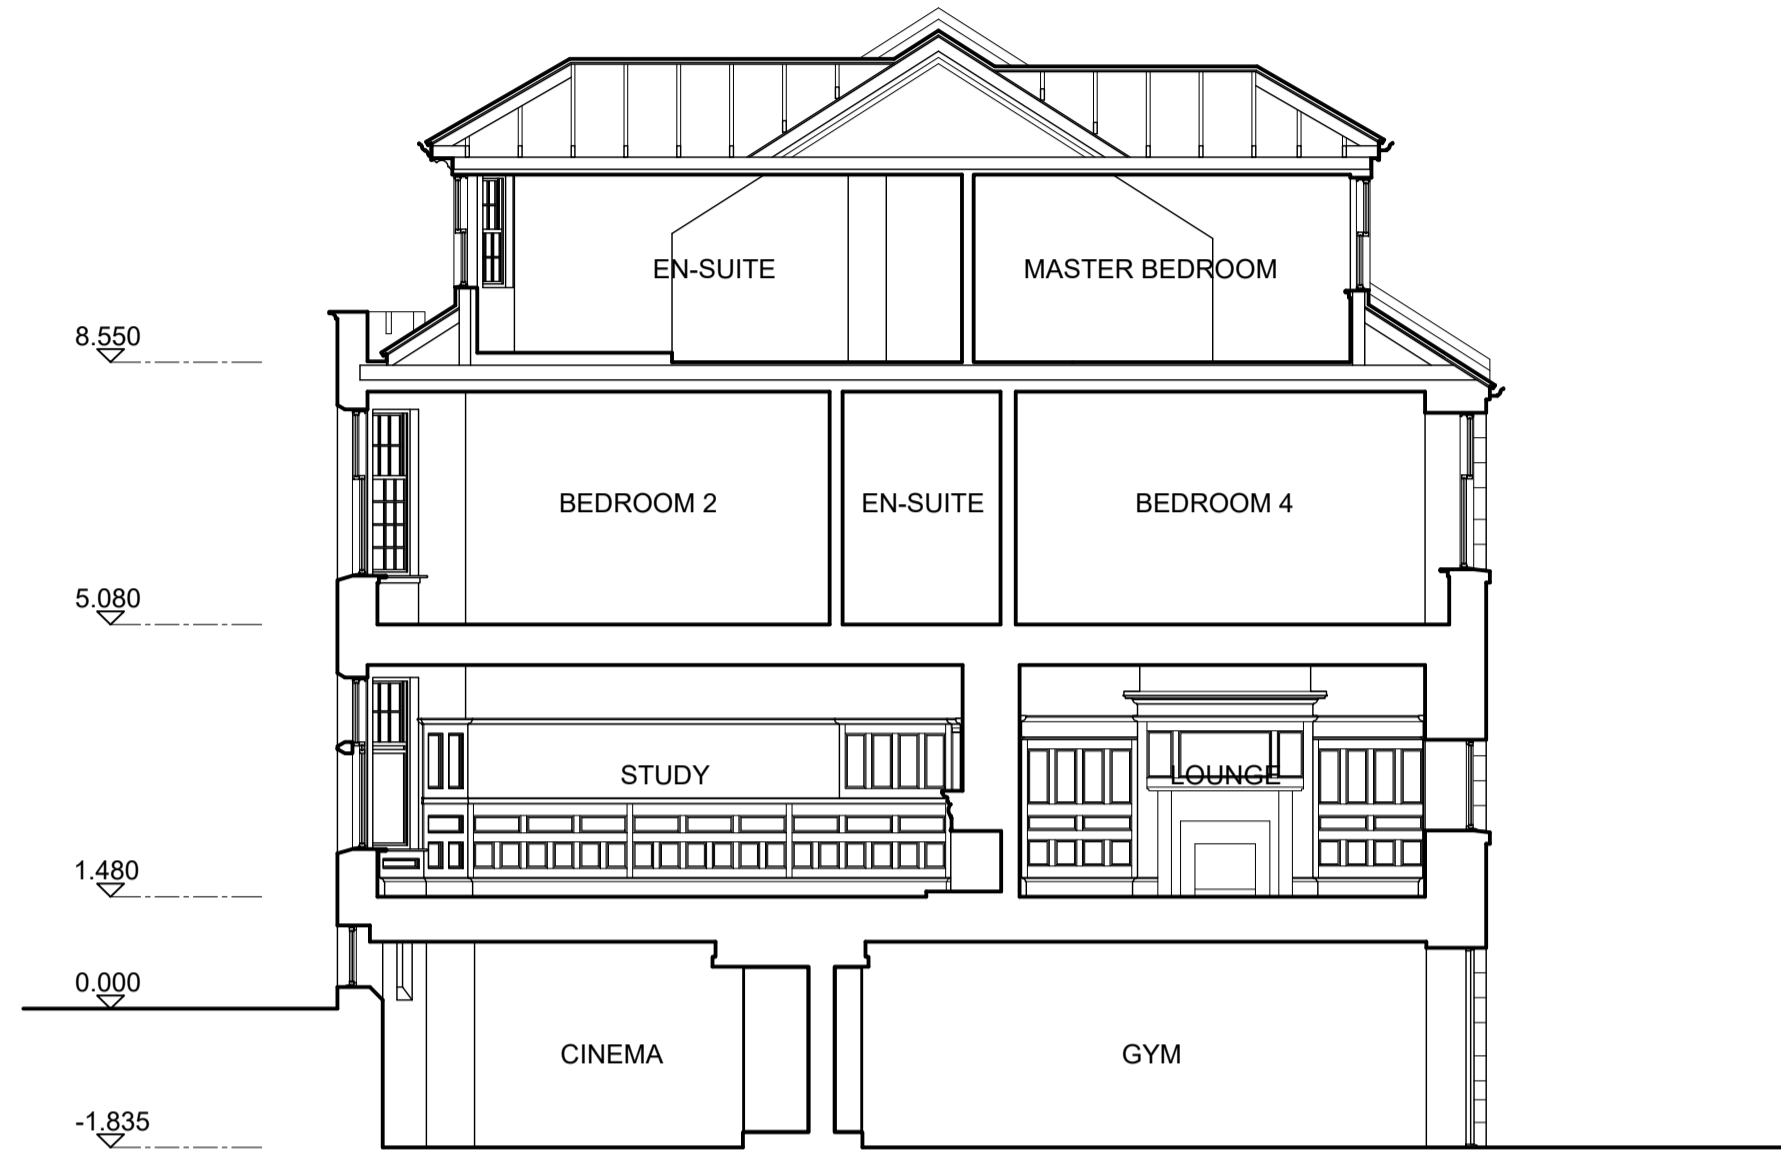 EN-SUITE MASTER BEDROOM
8.550
BEDROOM 2 EN-SUITE BEDROOM 4
5.080
STUDY LOUNGE
1.480
0.000
CINEMA GYM
-1.835